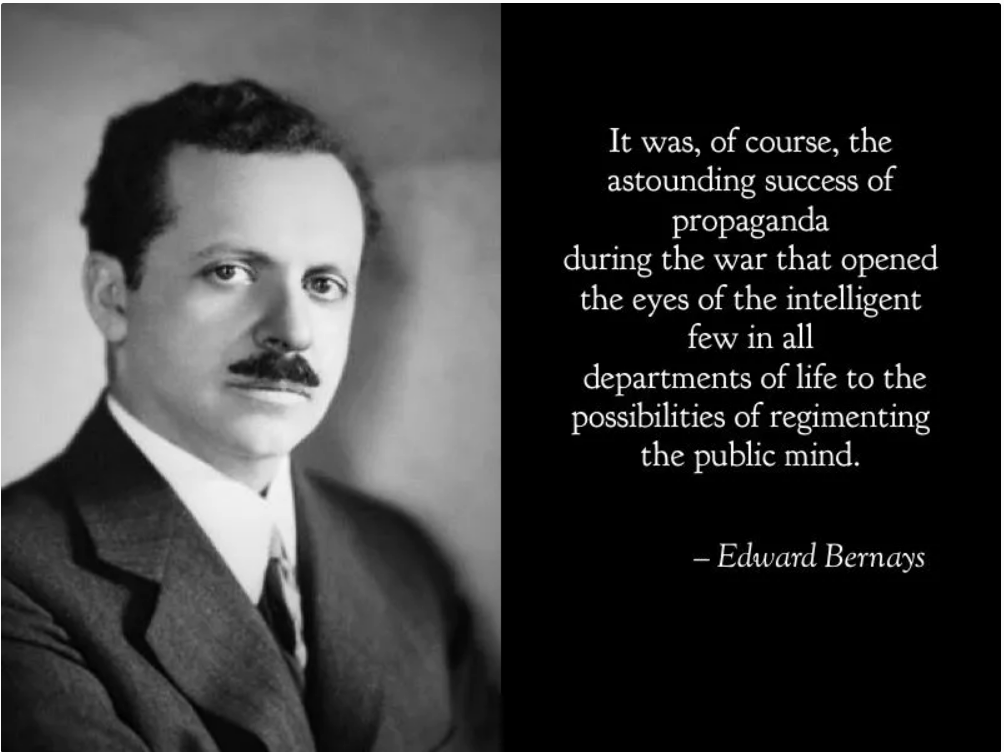 It was, of course, the
astounding success of
propaganda
during the war that opened
the eyes of the intelligent
few in all
departments of life to the
possibilities of regimenting
the public mind.
– Edward Bernays